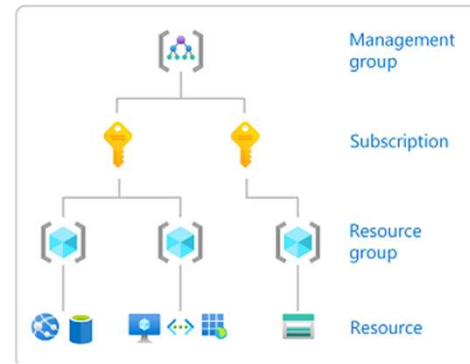 Management
group
Subscription
Resource
group
Resource